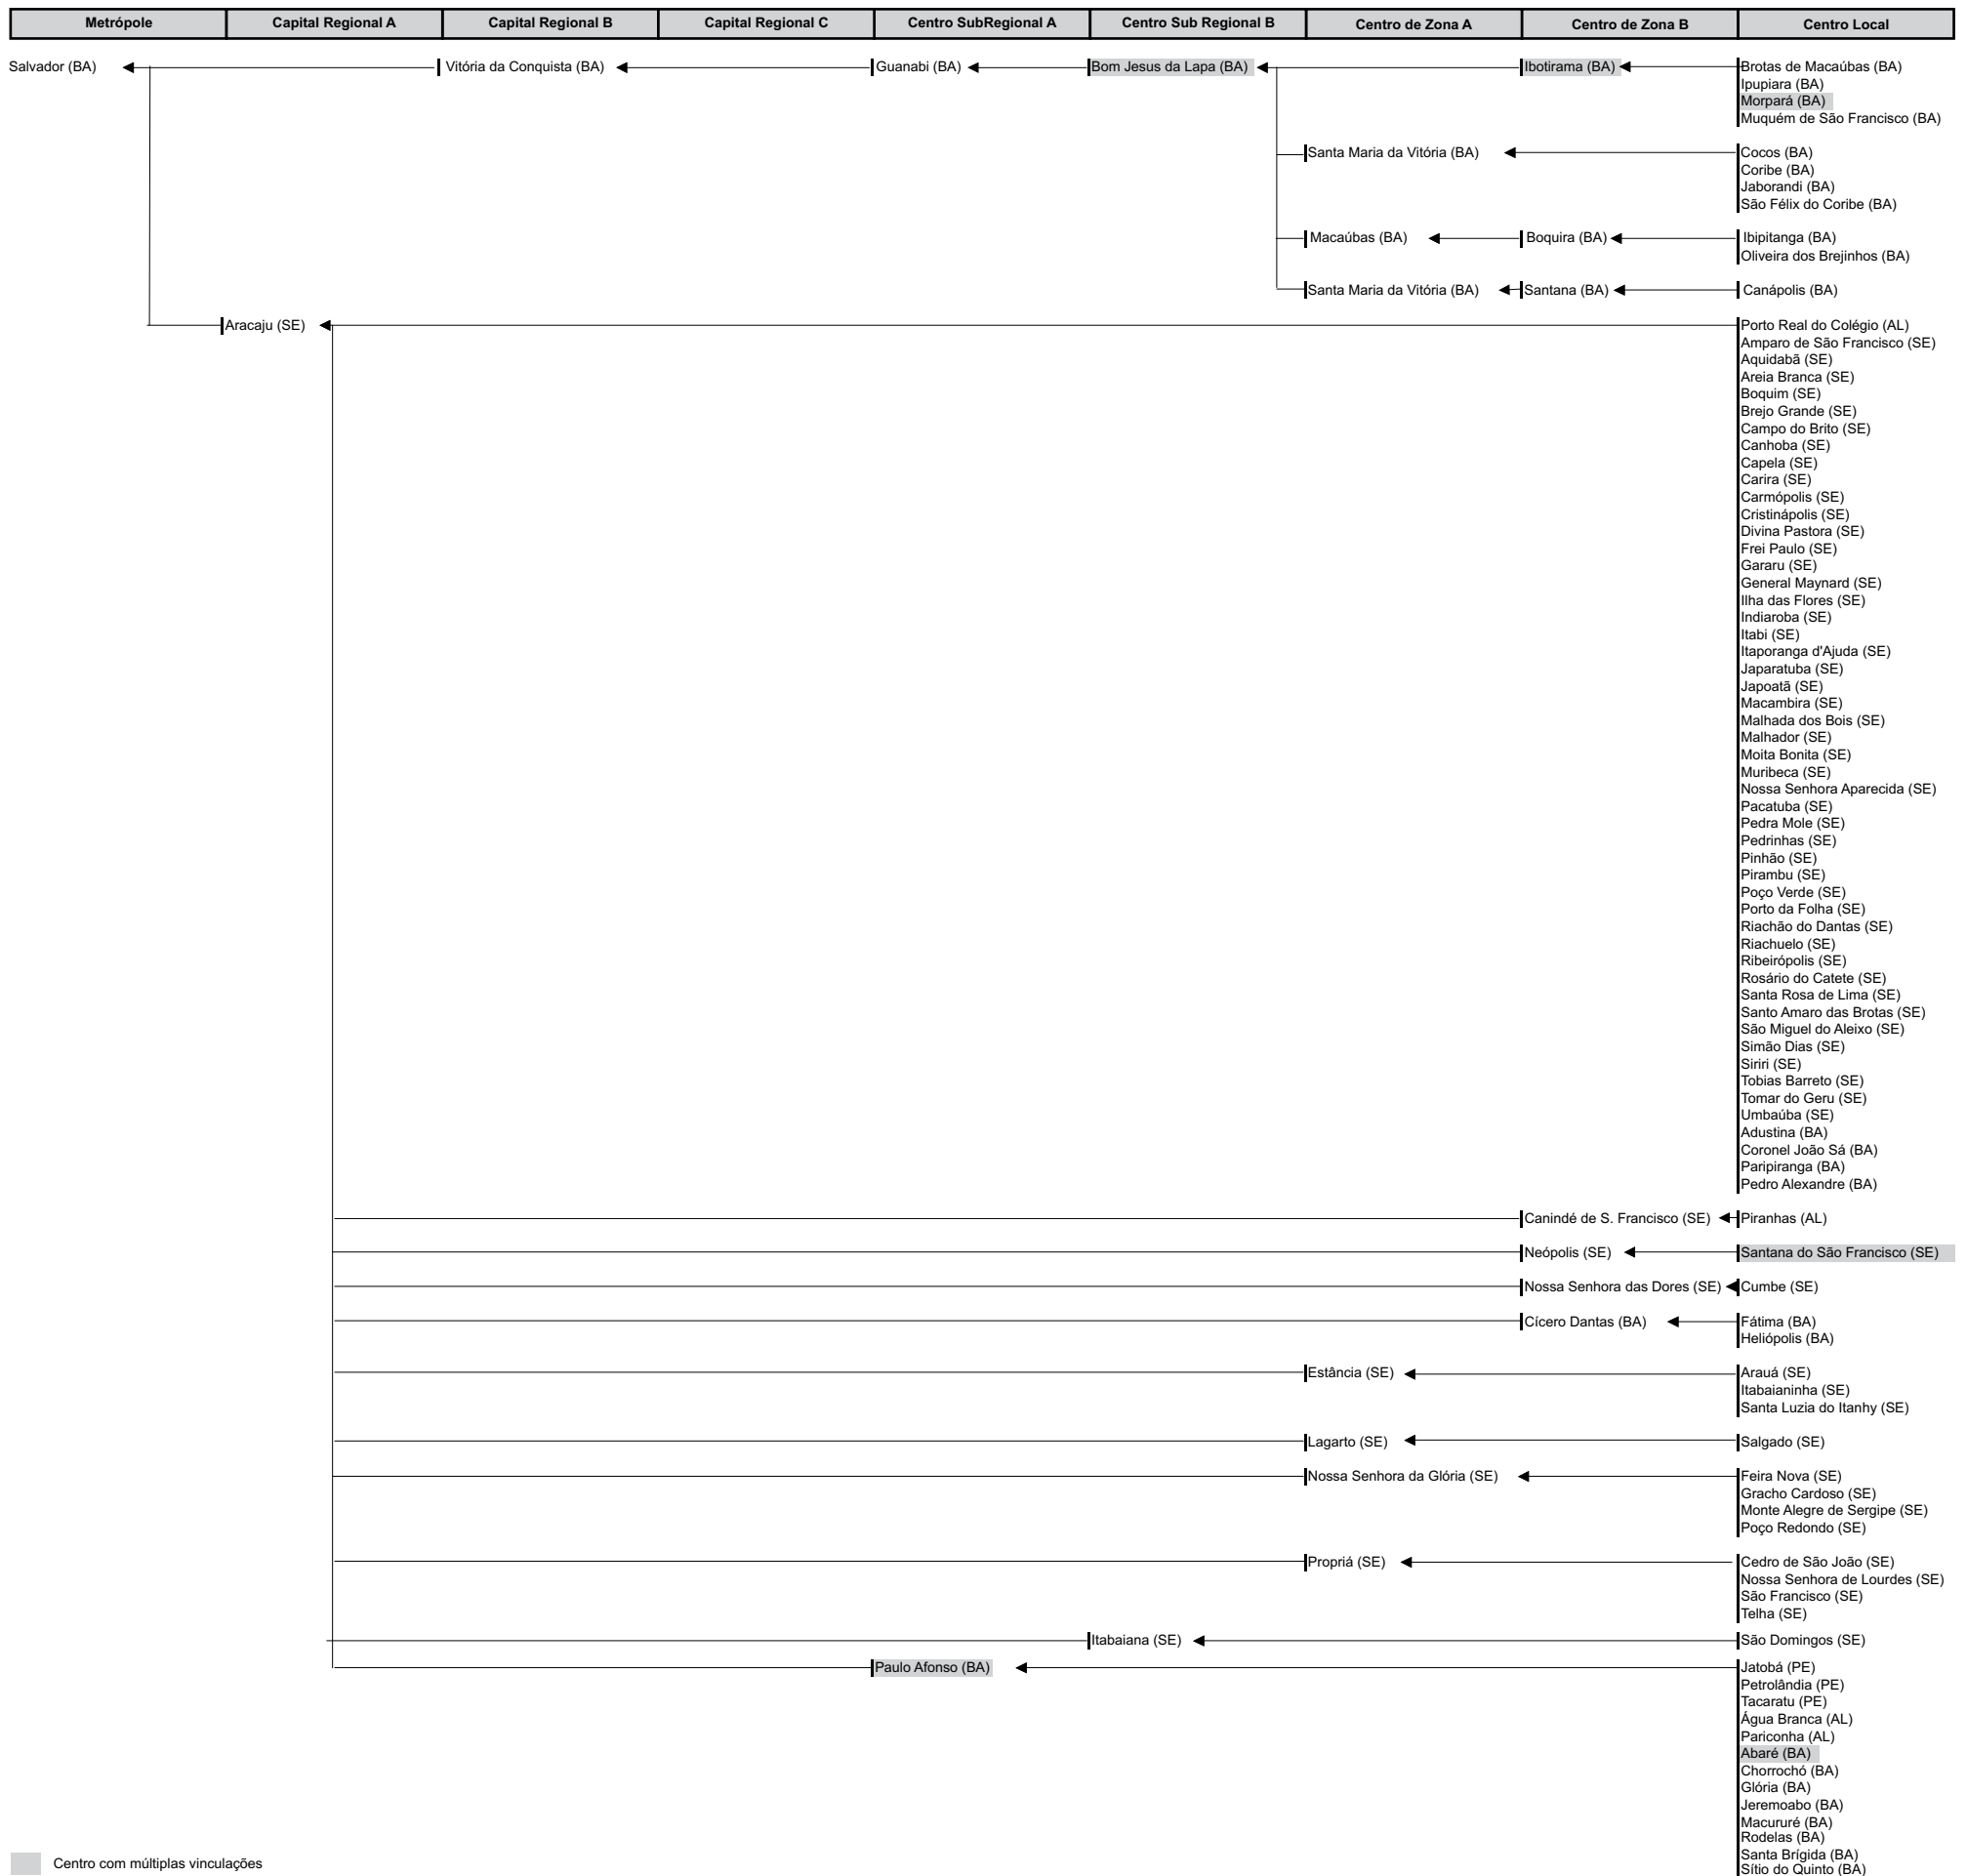 Metrópole Capital Regional A Capital Regional B Capital Regional C Centro SubRegional A Centro Sub Regional B Centro de Zona A Centro de Zona B Centro Local
Salvador (BA) Vitória da Conquista (BA) Guanabi (BA) Bom Jesus da Lapa (BA) Ibotirama (BA) Brotas de Macaúbas (BA)
Ipupiara (BA)
Morpará (BA)
Muquém de São Francisco (BA)
Santa Maria da Vitória (BA) Cocos (BA)
Coribe (BA)
Jaborandi (BA)
São Félix do Coribe (BA)
Macaúbas (BA) Boquira (BA) Ibipitanga (BA)
Oliveira dos Brejinhos (BA)
Santa Maria da Vitória (BA) Santana (BA) Canápolis (BA)
Aracaju (SE) Porto Real do Colégio (AL)
Amparo de São Francisco (SE)
Aquidabã (SE)
Areia Branca (SE)
Boquim (SE)
Brejo Grande (SE)
Campo do Brito (SE)
Canhoba (SE)
Capela (SE)
Carira (SE)
Carmópolis (SE)
Cristinápolis (SE)
Divina Pastora (SE)
Frei Paulo (SE)
Gararu (SE)
General Maynard (SE)
Ilha das Flores (SE)
Indiaroba (SE)
Itabi (SE)
Itaporanga d'Ajuda (SE)
Japaratuba (SE)
Japoatã (SE)
Macambira (SE)
Malhada dos Bois (SE)
Malhador (SE)
Moita Bonita (SE)
Muribeca (SE)
Nossa Senhora Aparecida (SE)
Pacatuba (SE)
Pedra Mole (SE)
Pedrinhas (SE)
Pinhão (SE)
Pirambu (SE)
Poço Verde (SE)
Porto da Folha (SE)
Riachão do Dantas (SE)
Riachuelo (SE)
Ribeirópolis (SE)
Rosário do Catete (SE)
Santa Rosa de Lima (SE)
Santo Amaro das Brotas (SE)
São Miguel do Aleixo (SE)
Simão Dias (SE)
Siriri (SE)
Tobias Barreto (SE)
Tomar do Geru (SE)
Umbaúba (SE)
Adustina (BA)
Coronel João Sá (BA)
Paripiranga (BA)
Pedro Alexandre (BA)
Canindé de S. Francisco (SE) Piranhas (AL)
Neópolis (SE) Santana do São Francisco (SE)
Nossa Senhora das Dores (SE) Cumbe (SE)
Cícero Dantas (BA) Fátima (BA)
Heliópolis (BA)
Estância (SE) Arauá (SE)
Itabaianinha (SE)
Santa Luzia do Itanhy (SE)
Lagarto (SE) Salgado (SE)
Nossa Senhora da Glória (SE) Feira Nova (SE)
Gracho Cardoso (SE)
Monte Alegre de Sergipe (SE)
Poço Redondo (SE)
Propriá (SE) Cedro de São João (SE)
Nossa Senhora de Lourdes (SE)
São Francisco (SE)
Telha (SE)
Itabaiana (SE) São Domingos (SE)
Paulo Afonso (BA) Jatobá (PE)
Petrolândia (PE)
Tacaratu (PE)
Água Branca (AL)
Pariconha (AL)
Abaré (BA)
Chorrochó (BA)
Glória (BA)
Jeremoabo (BA)
Macururé (BA)
Rodelas (BA)
Santa Brígida (BA)
Sítio do Quinto (BA)
Centro com múltiplas vinculações